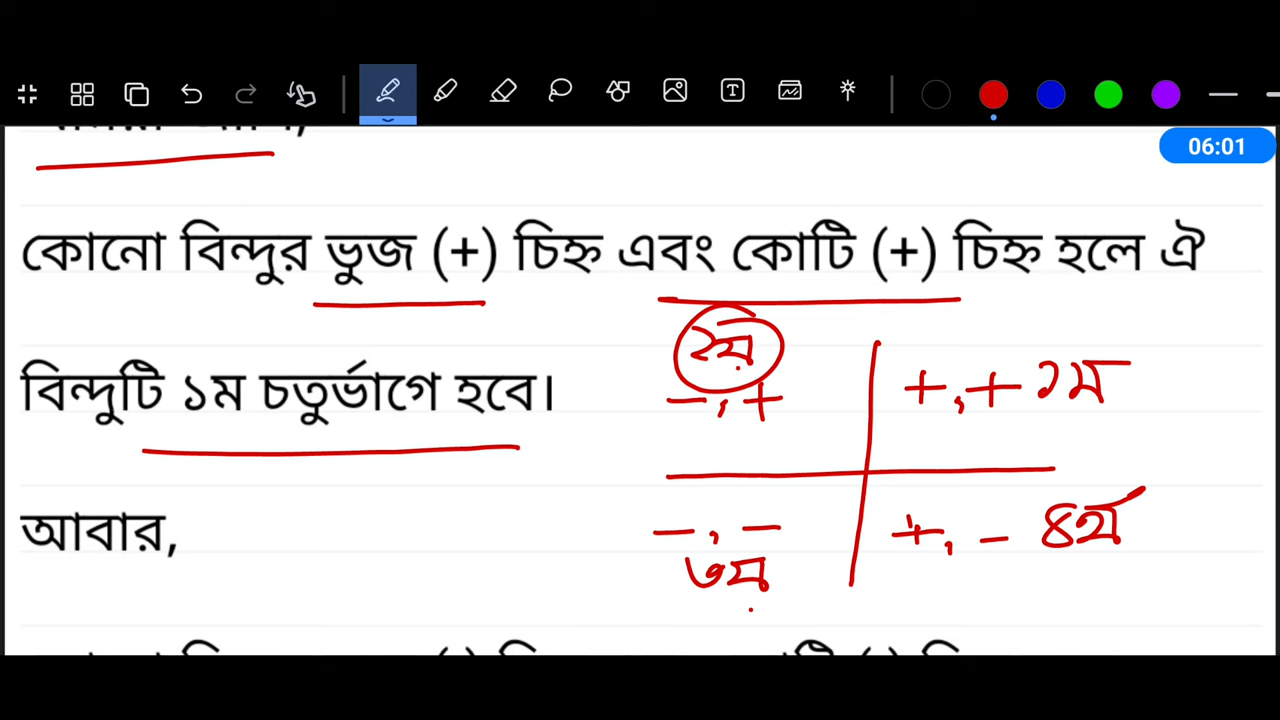 06:01
কোনো বিন্দুর ভুজ (+) চিহ্ন এবং কোটি (+) চিহ্ন হলে ঐ
২য়
বিন্দুটি ১ম চতুর্ভাগে হবে।
−, +
+, + ১ম
আবার,
−, −
+, − ৪র্থ
৩য়